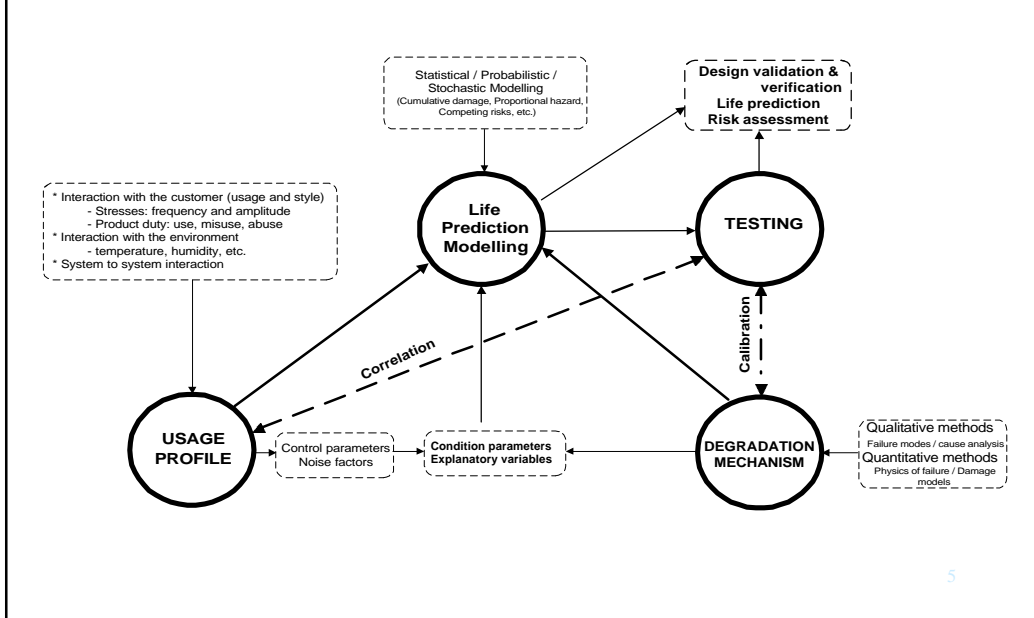 Statistical / Probabilistic /
Stochastic Modelling
(Cumulative damage, Proportional hazard,
Competing risks, etc.)
Design validation &
verification
Life prediction
Risk assessment
* Interaction with the customer (usage and style)
- Stresses: frequency and amplitude
- Product duty: use, misuse, abuse
* Interaction with the environment
- temperature, humidity, etc.
* System to system interaction
Life
Prediction
Modelling
TESTING
Correlation
Calibration
USAGE
PROFILE
Control parameters
Noise factors
Condition parameters
Explanatory variables
DEGRADATION
MECHANISM
Qualitative methods
Failure modes / cause analysis
Quantitative methods
Physics of failure / Damage
models
5